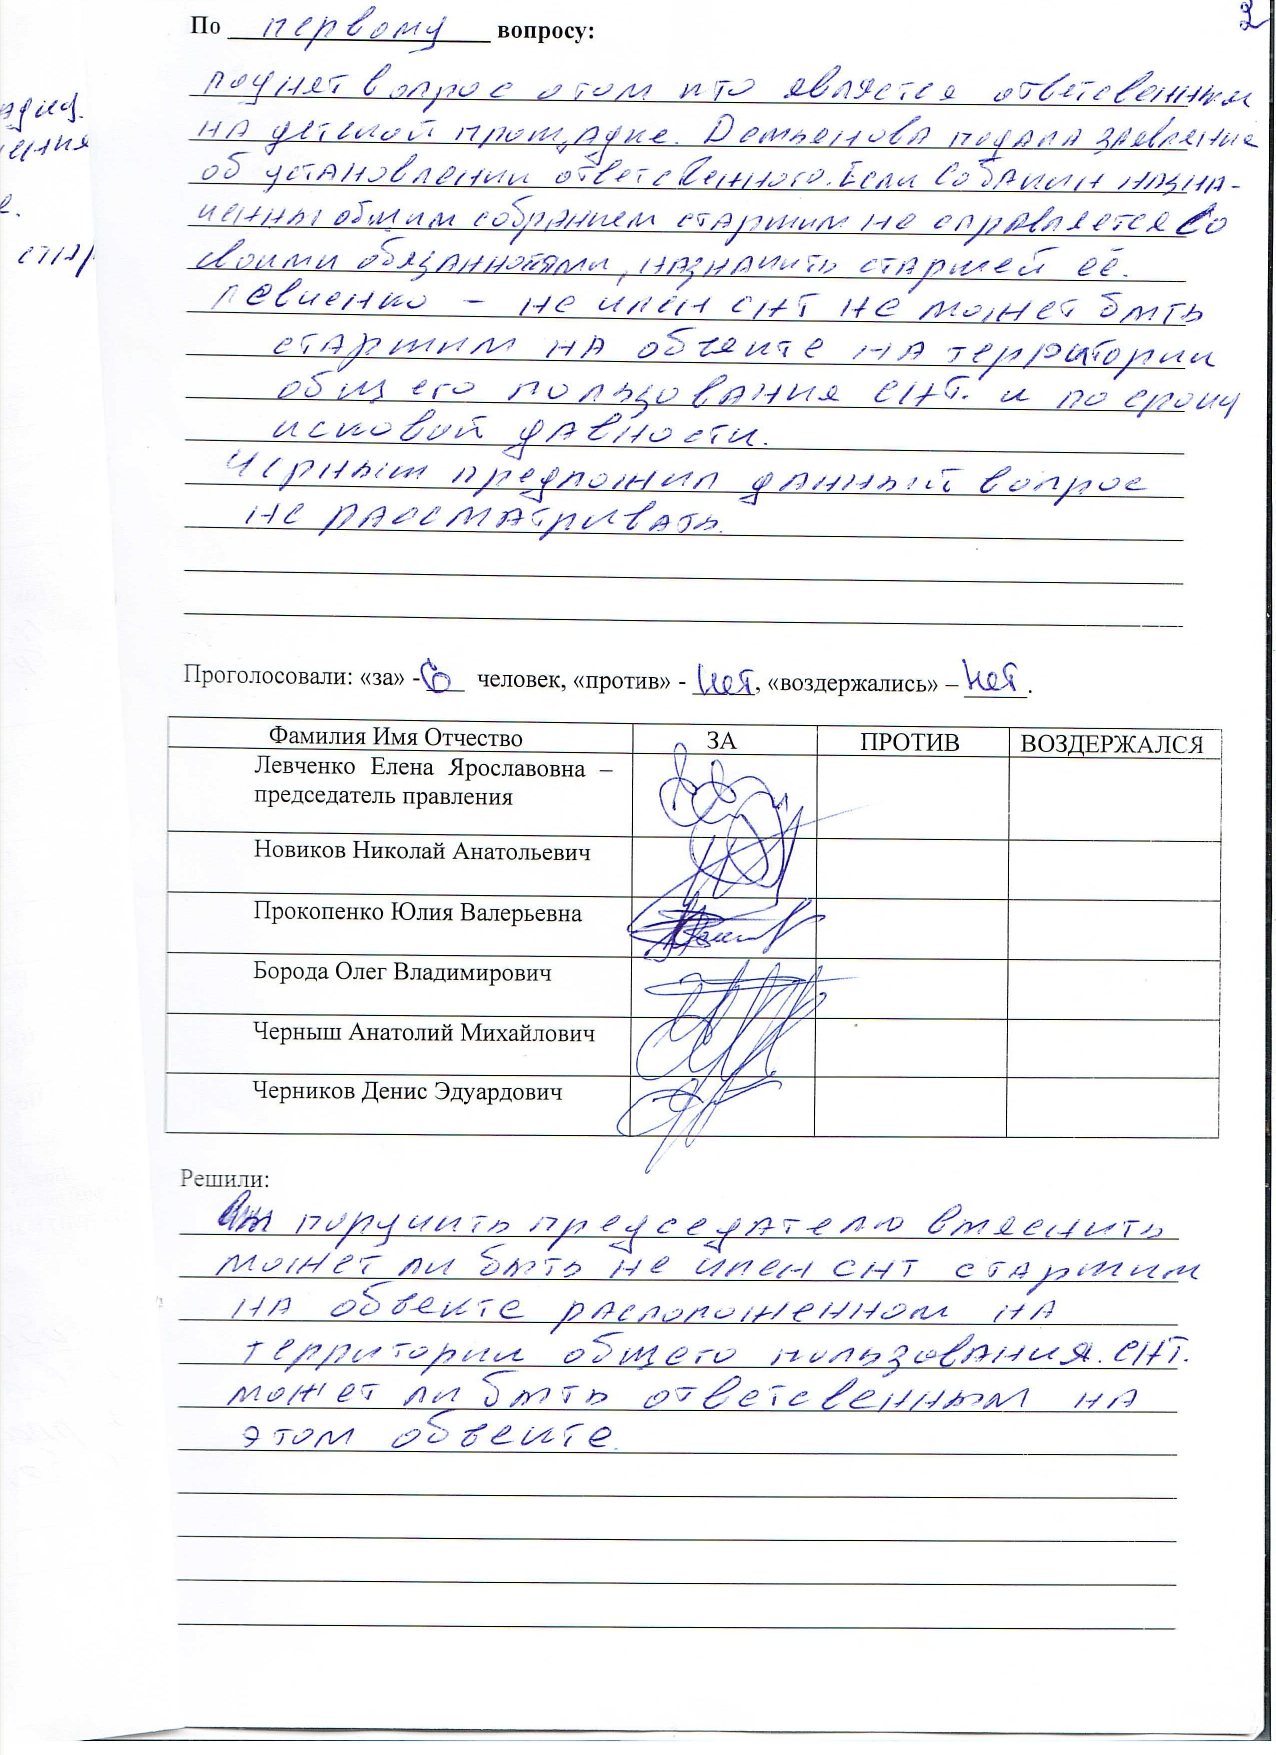 2
По первому вопросу:
поднят вопрос о том кто является ответсвенным
на детской площадке. Демьянова подала заявление
об установлении ответственного. Если Собакин назна-
ченный общим собранием старшим не справляется со
своими обязанностями, назначить старшей её.
Левченко – не член СНТ не может быть
старшим на объекте на территории
общего пользования СНТ. и по сроку
исковой давности.
Черныш предложил данный вопрос
не рассматривать.
Проголосовали: «за» - 6 человек, «против» - нет, «воздержались» – нет.
Фамилия Имя Отчество ЗА ПРОТИВ ВОЗДЕРЖАЛСЯ
Левченко Елена Ярославовна –
председатель правления
Новиков Николай Анатольевич
Прокопенко Юлия Валерьевна
Борода Олег Владимирович
Черныш Анатолий Михайлович
Черников Денис Эдуардович
Решили:
поручить председателю выяснить
может ли быть не член СНТ старшим
на объекте расположенном на
территории общего пользования. СНТ.
может ли быть ответсвенным на
этом объекте.